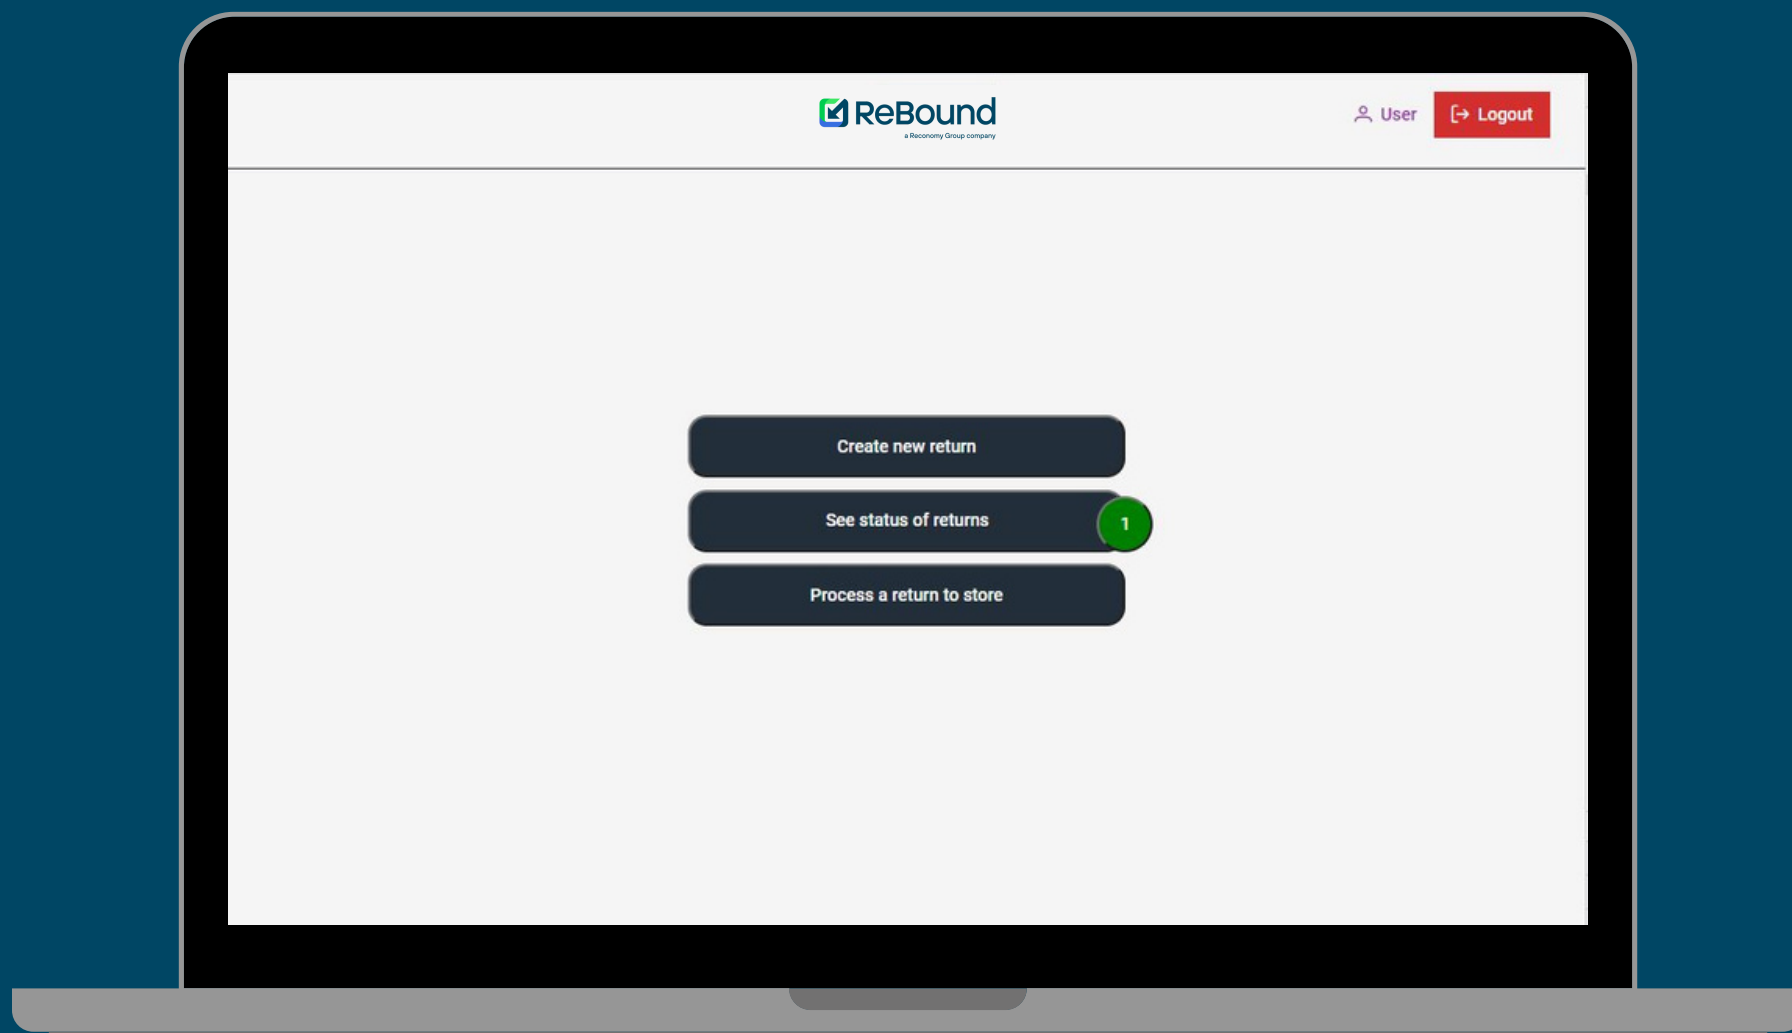 ReBound
a Reconomy Group company
User
Logout
Create new return
See status of returns
1
Process a return to store